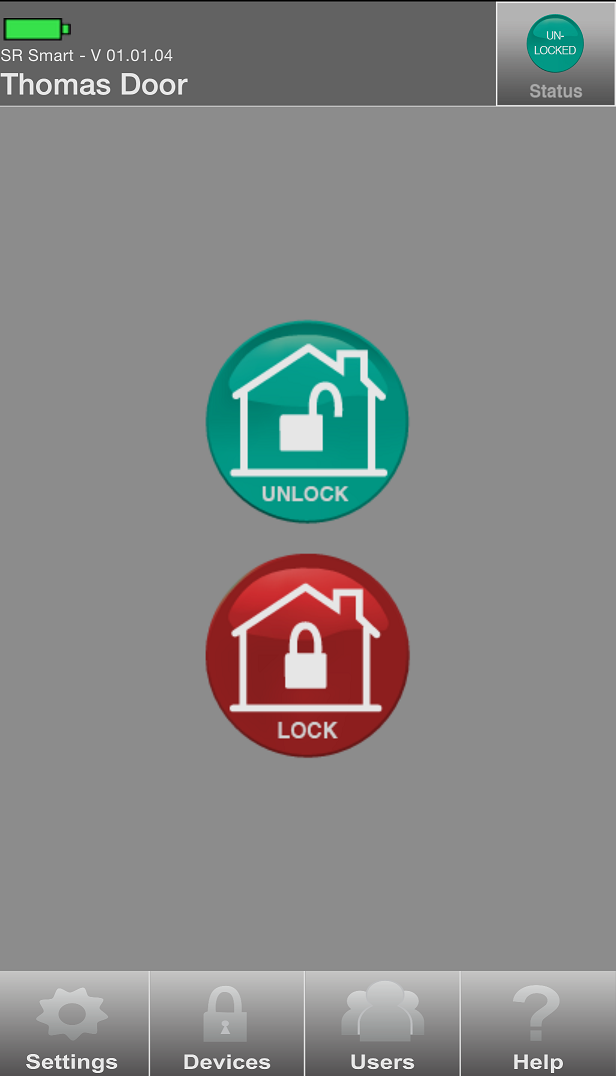 SR Smart - V 01.01.04
Thomas Door
UN-
LOCKED
Status
UNLOCK
LOCK
Settings
Devices
Users
Help